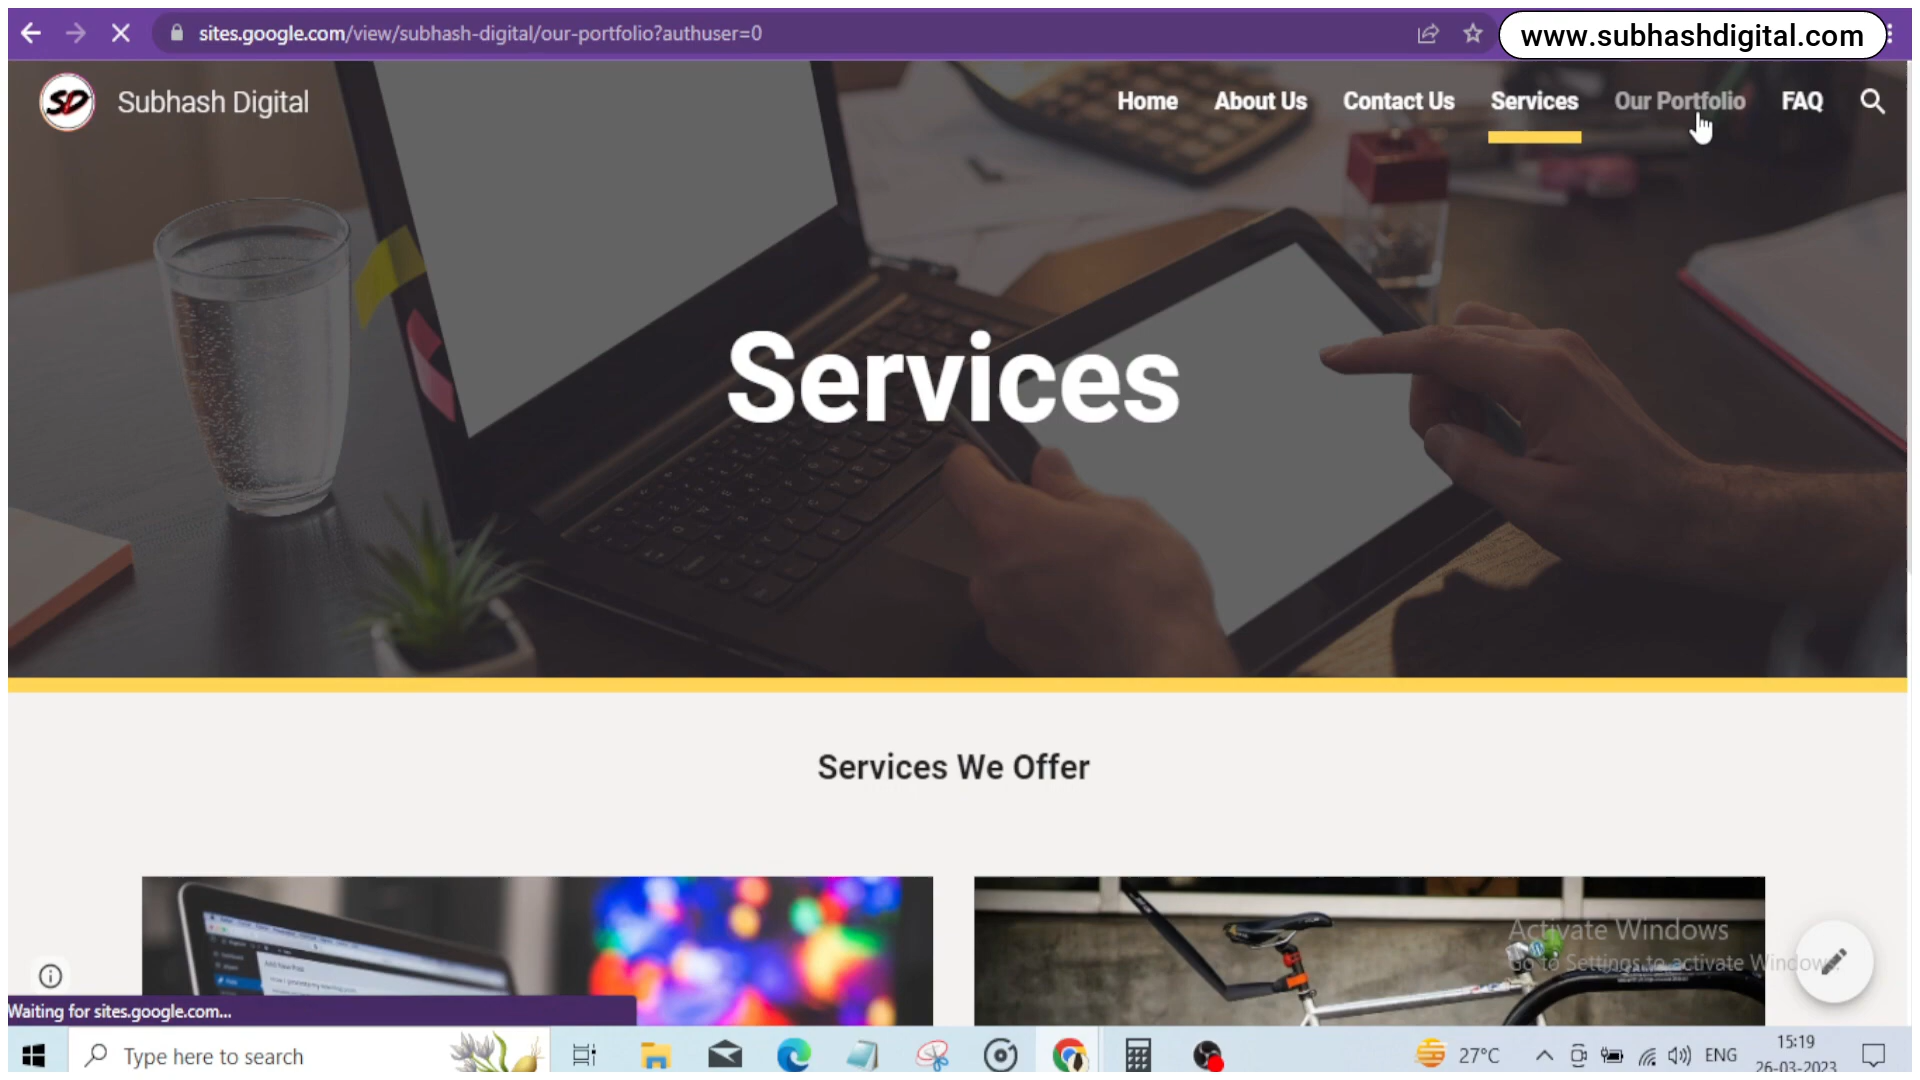 sites.google.com/view/subhash-digital/our-portfolio?authuser=0
www.subhashdigital.com
SD Subhash Digital
Home About Us Contact Us Services Our Portfolio FAQ
Services
Services We Offer
Activate Windows
Go to Settings to activate Windows.
Waiting for sites.google.com...
Type here to search
27°C
ENG
15:19
26-03-2023